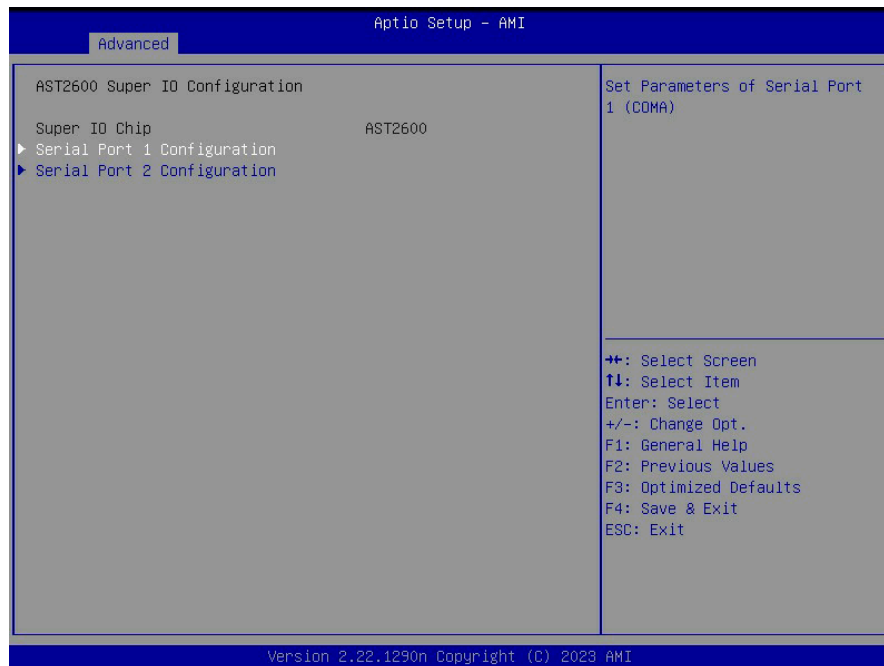 Aptio Setup - AMI
Advanced
AST2600 Super IO Configuration
Super IO Chip AST2600
Serial Port 1 Configuration
Serial Port 2 Configuration
Set Parameters of Serial Port
1 (COMA)
→←: Select Screen
↑↓: Select Item
Enter: Select
+/-: Change Opt.
F1: General Help
F2: Previous Values
F3: Optimized Defaults
F4: Save & Exit
ESC: Exit
Version 2.22.1290n Copyright (C) 2023 AMI